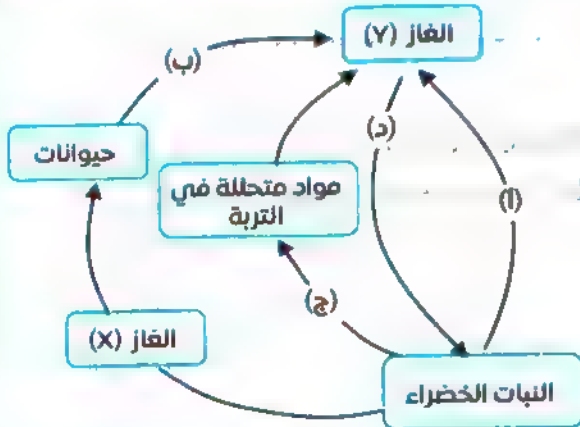 الغاز (Y)
(ب)
(د)
حيوانات
مواد متحللة في
التربة
(أ)
(ج)
الغاز (X)
النبات الخضراء